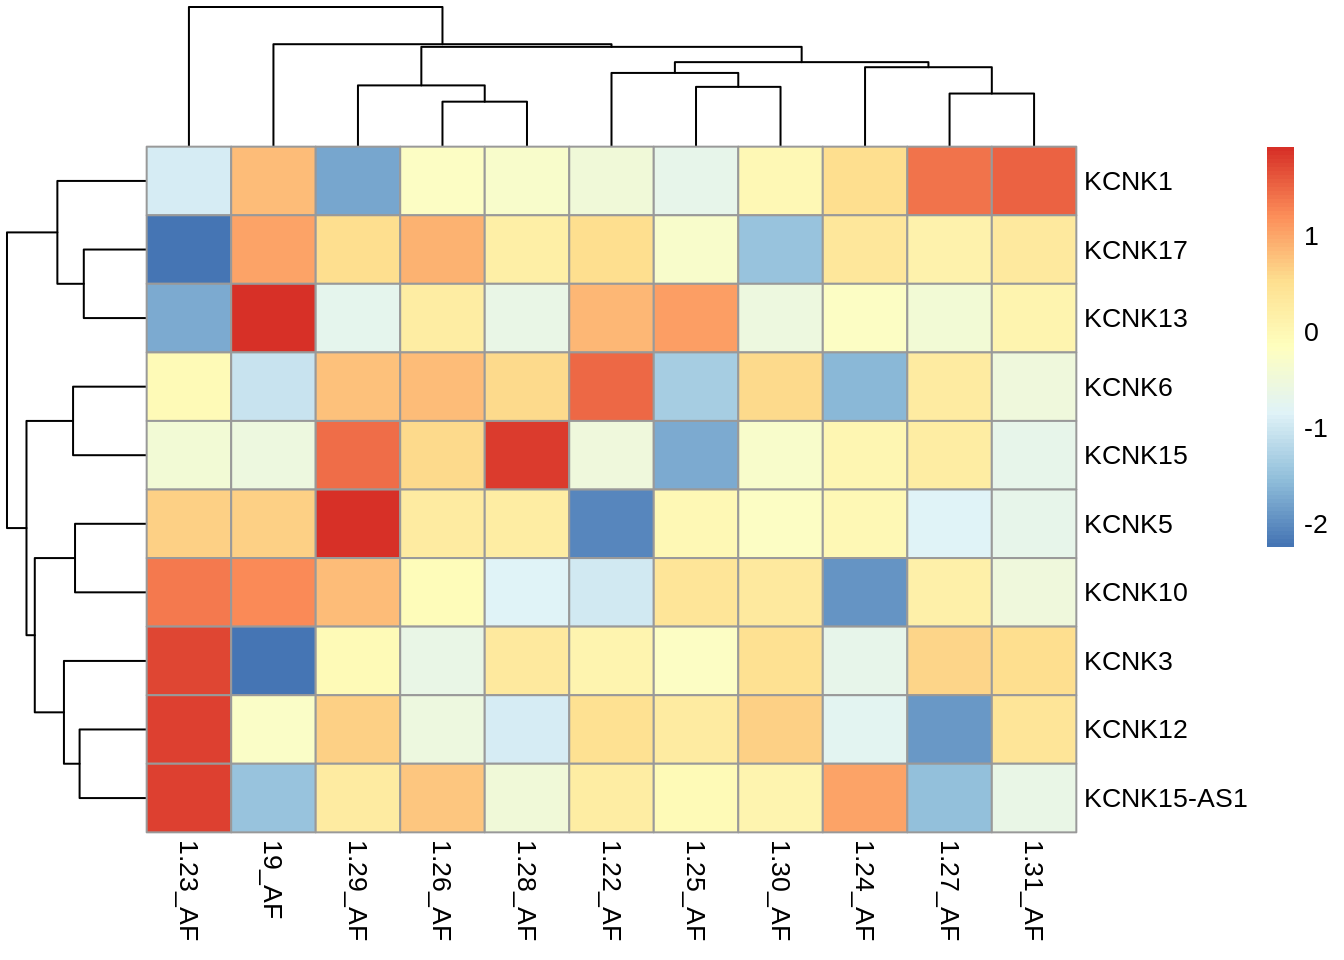 KCNK1
KCNK17
KCNK13
KCNK6
KCNK15
KCNK5
KCNK10
KCNK3
KCNK12
KCNK15-AS1
1.23_AF
19_AF
1.29_AF
1.26_AF
1.28_AF
1.22_AF
1.25_AF
1.30_AF
1.24_AF
1.27_AF
1.31_AF
1
0
-1
-2